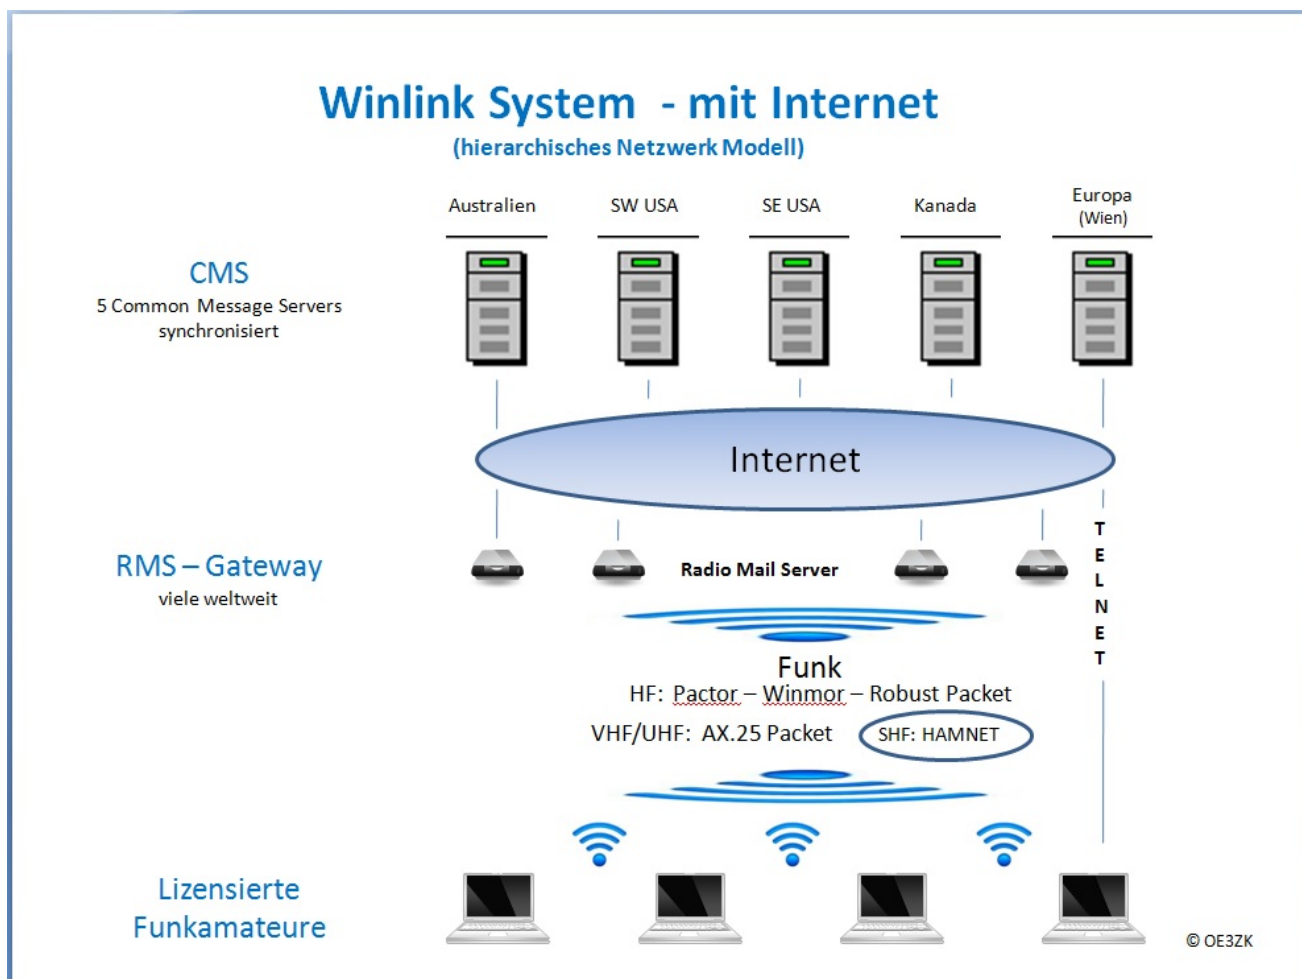 Winlink System  - mit Internet
(hierarchisches Netzwerk Modell)
Australien
SW USA
SE USA
Kanada
Europa
(Wien)
CMS
5 Common Message Servers
synchronisiert
Internet
TELNET
RMS – Gateway
viele weltweit
Radio Mail Server
Funk
HF: Pactor – Winmor – Robust Packet
VHF/UHF: AX.25 Packet
SHF: HAMNET
Lizensierte
Funkamateure
© OE3ZK